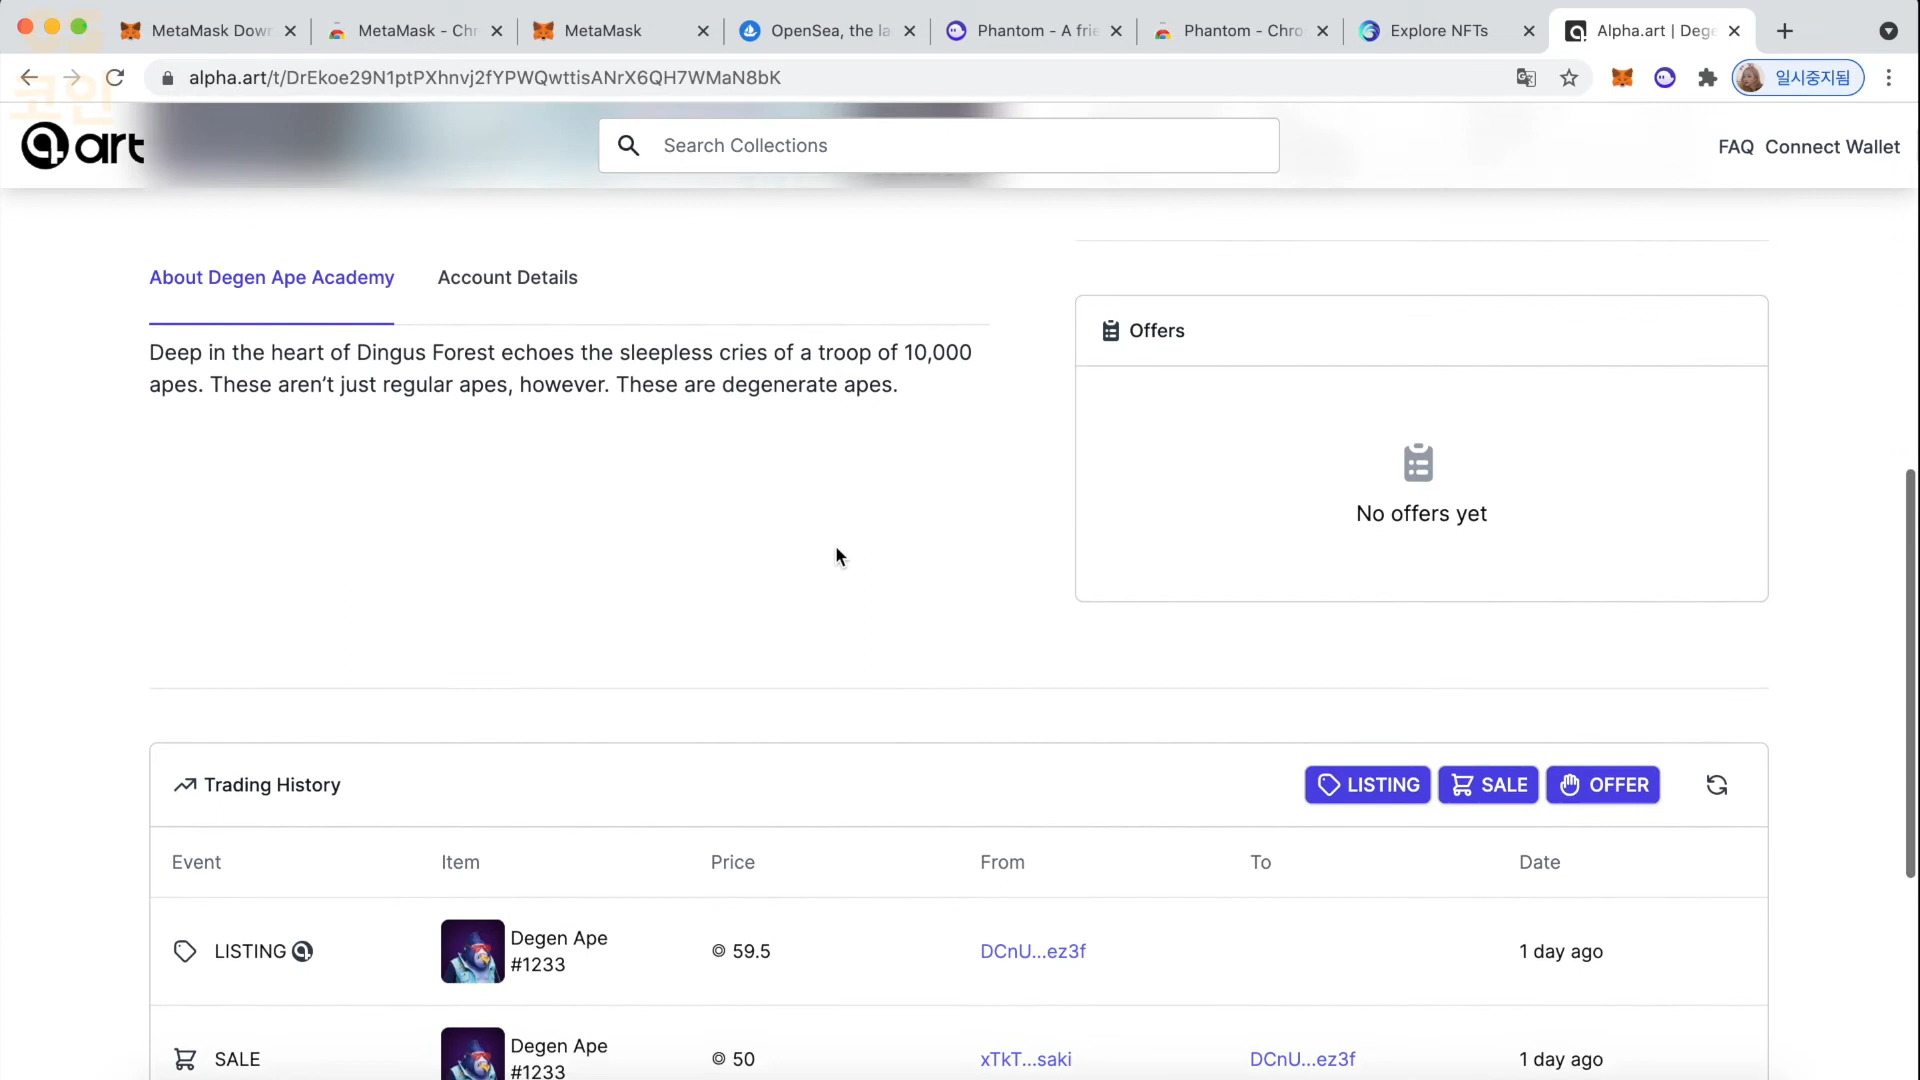 MetaMask Dow
MetaMask - Chr
MetaMask
OpenSea, the la
Phantom - A frie
Phantom - Chro
Explore NFTs
Alpha.art | Dege
alpha.art/t/DrEkoe29N1ptPXhnvj2fYPWQwttisANrX6QH7WMaN8bK
일시중지됨
코인
art
Search Collections
FAQ Connect Wallet
About Degen Ape Academy
Account Details
Deep in the heart of Dingus Forest echoes the sleepless cries of a troop of 10,000
apes. These aren’t just regular apes, however. These are degenerate apes.
Offers
No offers yet
Trading History
LISTING
SALE
OFFER
Event Item Price From To Date
LISTING
Degen Ape
#1233
59.5
DCnU...ez3f
1 day ago
SALE
Degen Ape
#1233
50
xTkT...saki
DCnU...ez3f
1 day ago